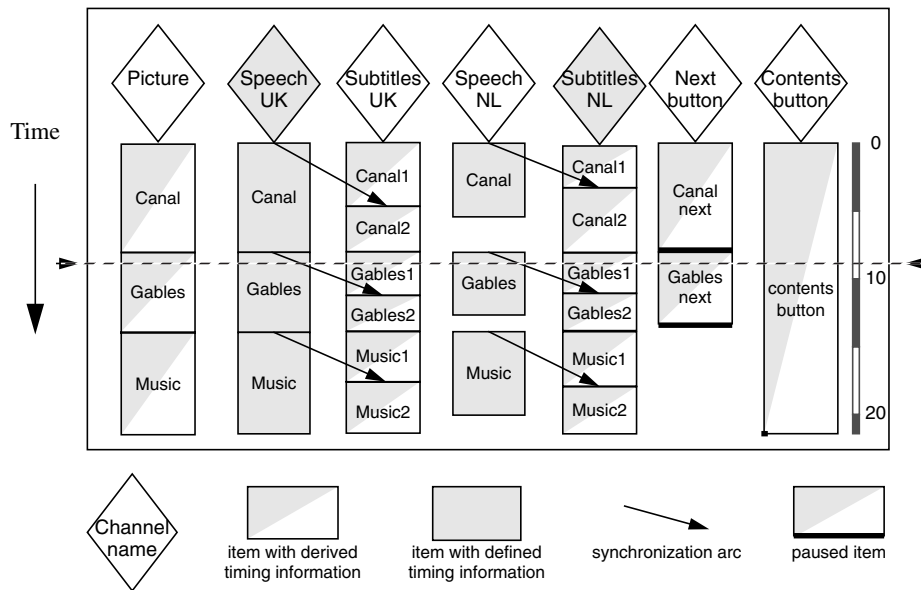 Picture
Speech
UK
Subtitles
UK
Speech
NL
Subtitles
NL
Next
button
Contents
button
Time
0
10
20
Canal
Gables
Music
Canal
Gables
Music
Canal1
Canal2
Gables1
Gables2
Music1
Music2
Canal
Gables
Music
Canal1
Canal2
Gables1
Gables2
Music1
Music2
Canal
next
Gables
next
contents
button
Channel
name
item with derived
timing information
item with defined
timing information
synchronization arc
paused item